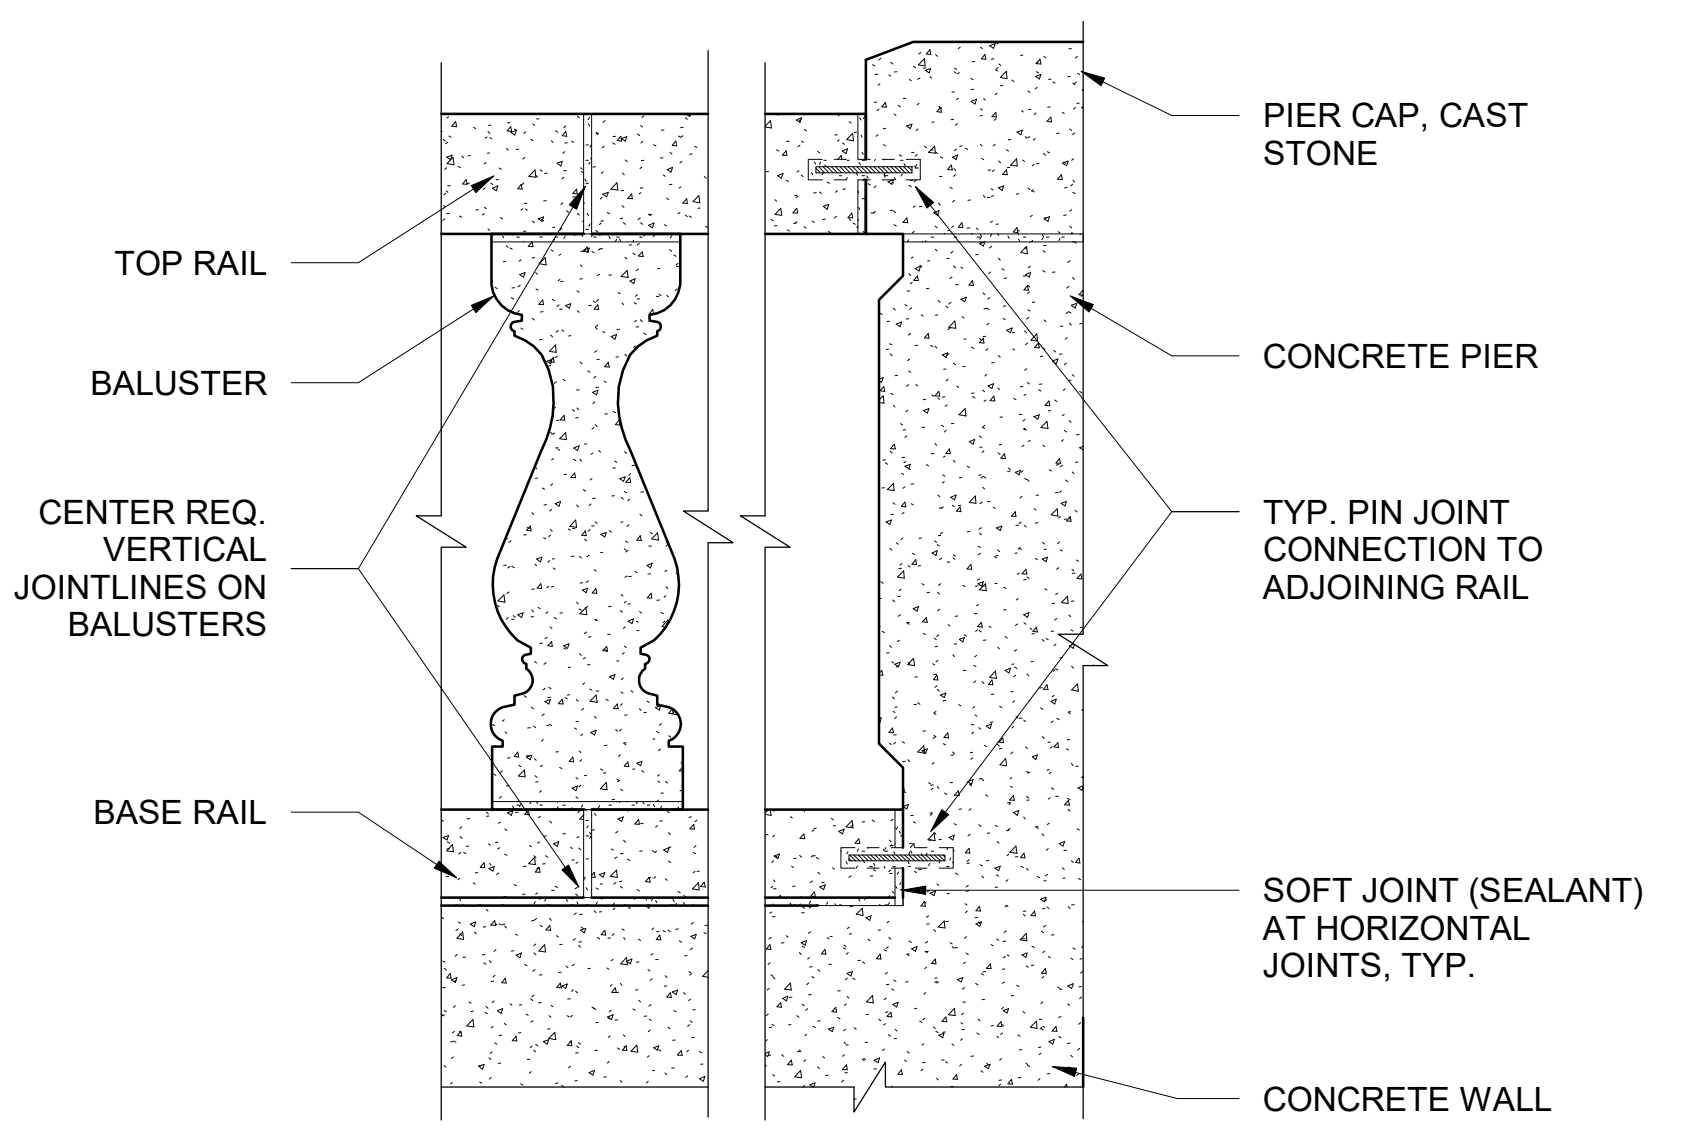 TOP RAIL
BALUSTER
CENTER REQ.
VERTICAL
JOINTLINES ON
BALUSTERS
BASE RAIL
PIER CAP, CAST
STONE
CONCRETE PIER
TYP. PIN JOINT
CONNECTION TO
ADJOINING RAIL
SOFT JOINT (SEALANT)
AT HORIZONTAL
JOINTS, TYP.
CONCRETE WALL